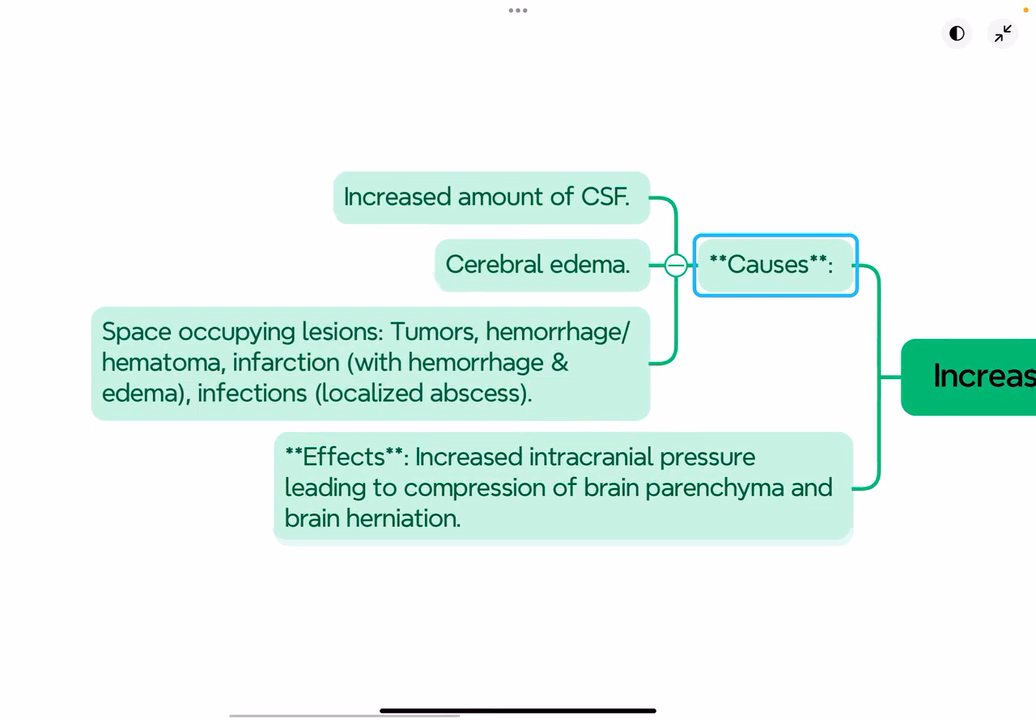 Increased amount of CSF.
Cerebral edema.
**Causes**:
Space occupying lesions: Tumors, hemorrhage/
hematoma, infarction (with hemorrhage &
edema), infections (localized abscess).
Increas
**Effects**: Increased intracranial pressure
leading to compression of brain parenchyma and
brain herniation.